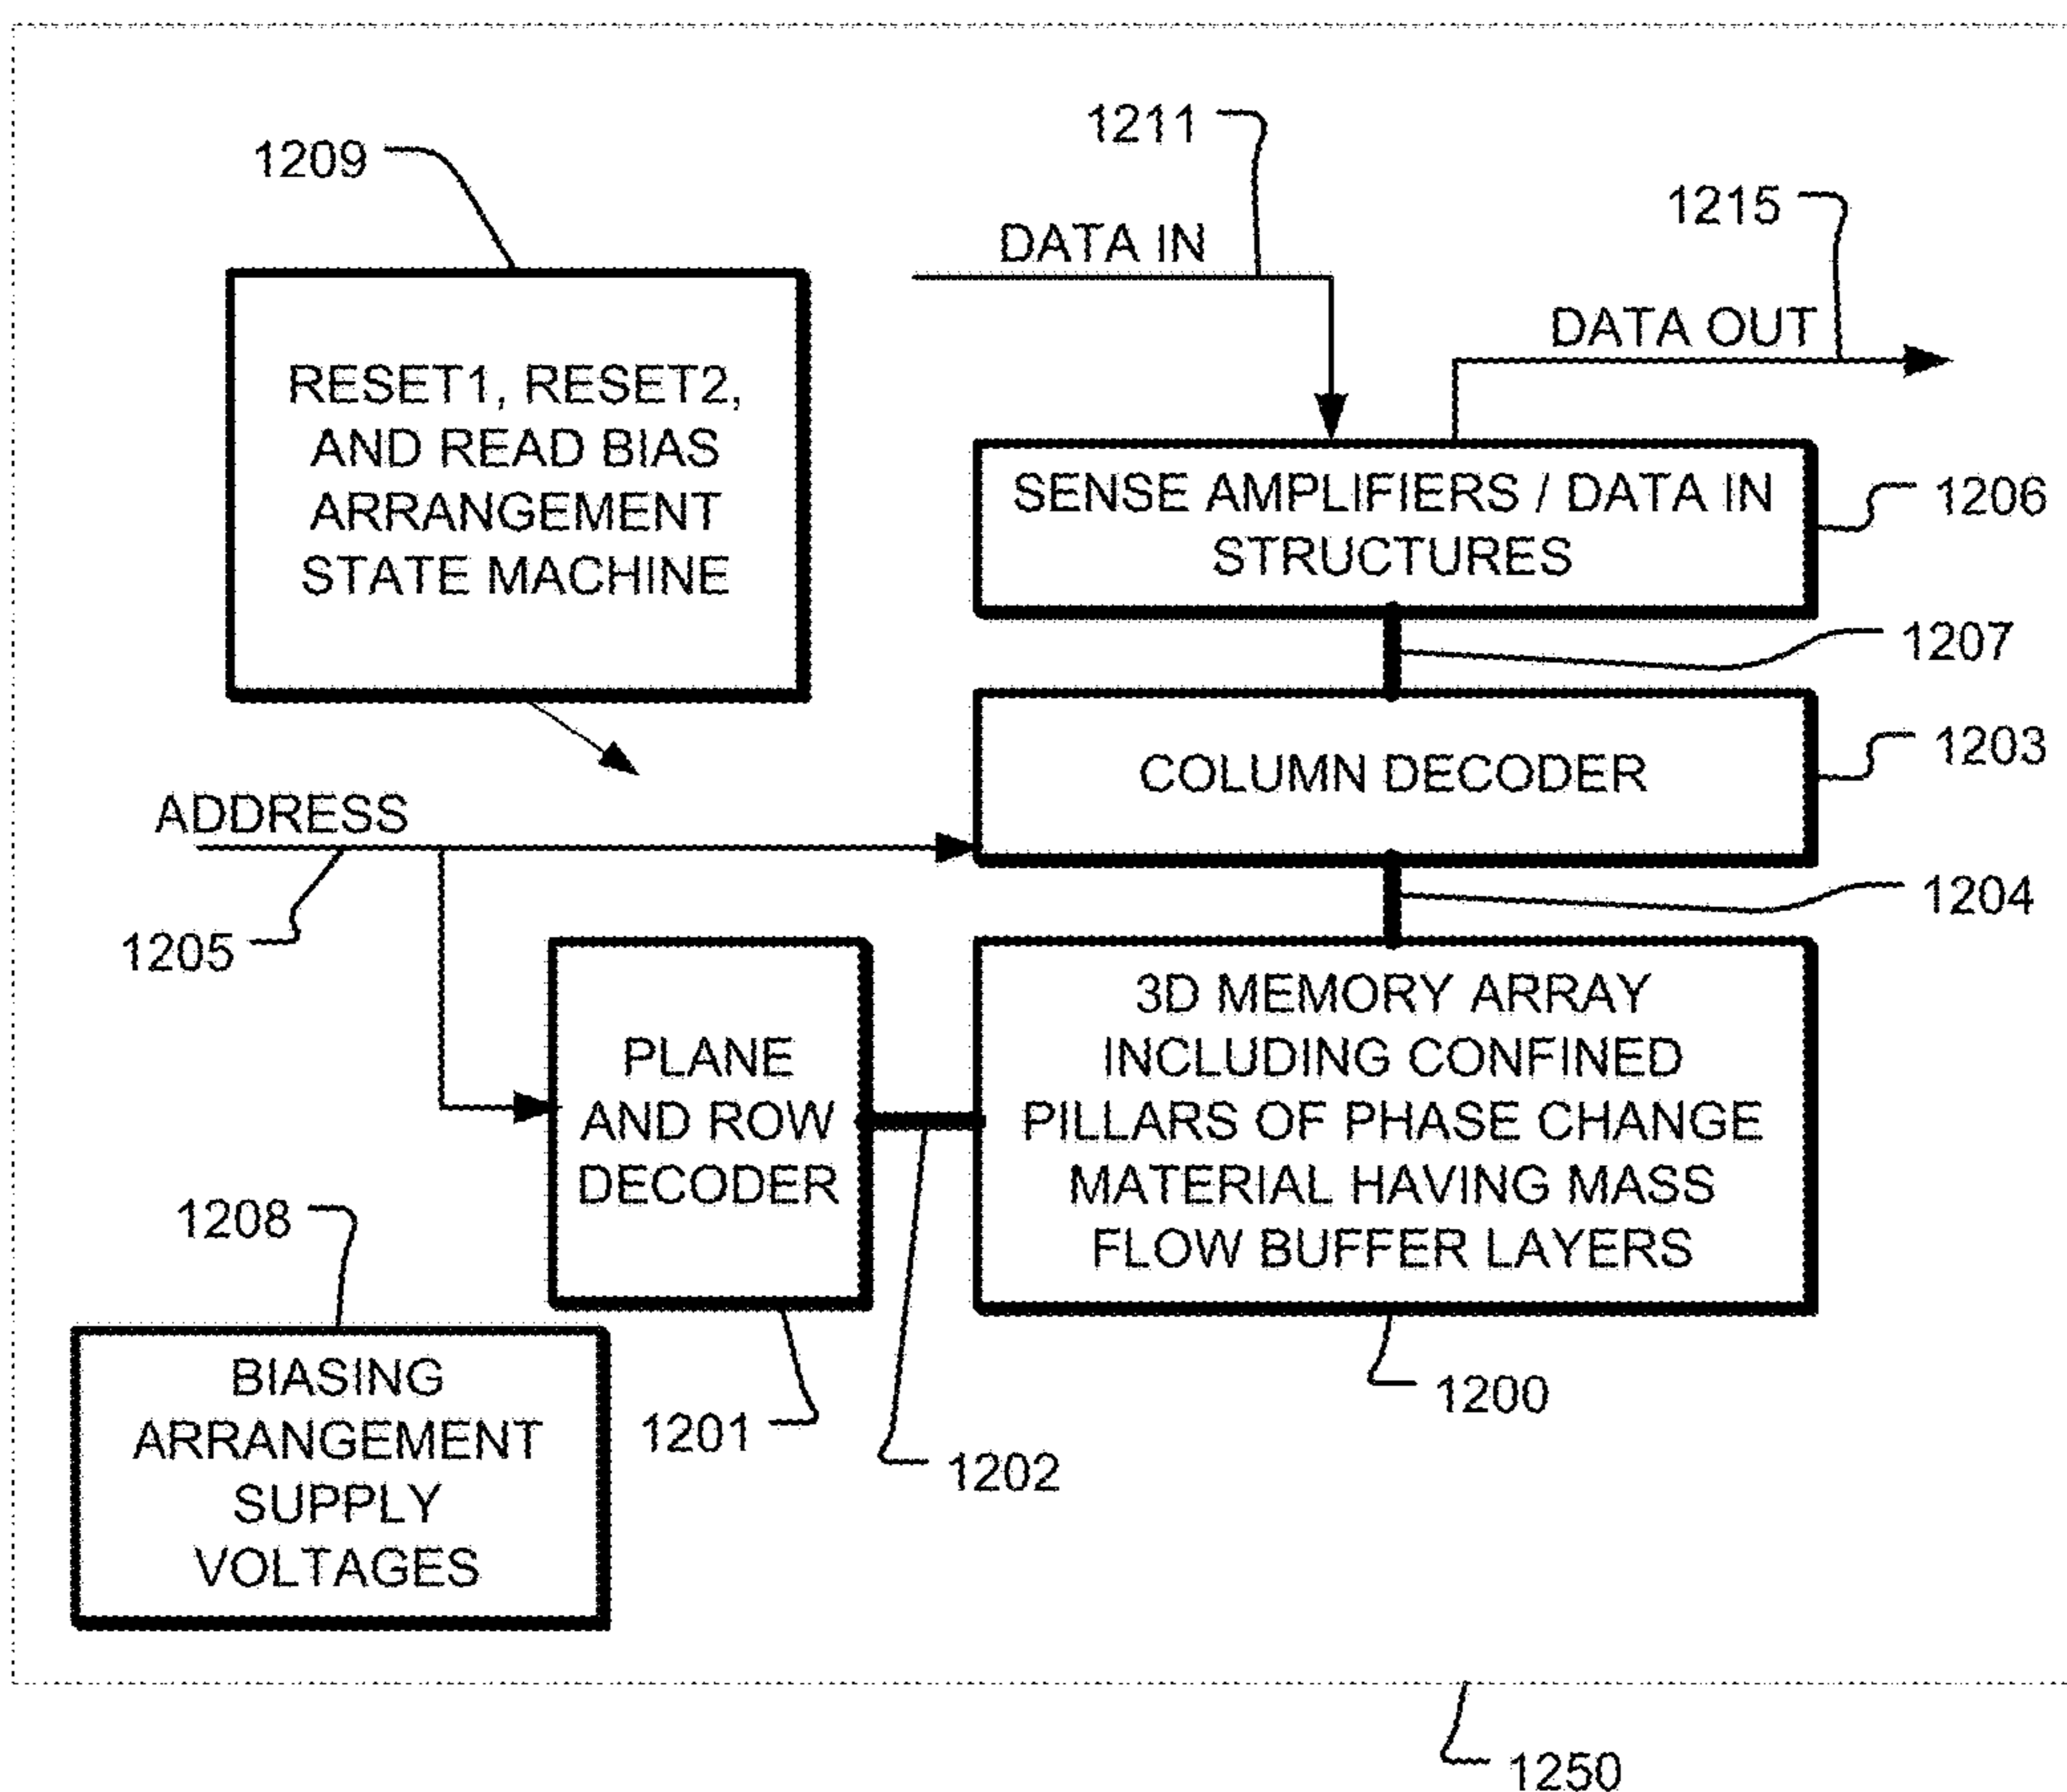 1211
1209
1215
DATA IN
DATA OUT
RESET1, RESET2,
AND READ BIAS
ARRANGEMENT
STATE MACHINE
SENSE AMPLIFIERS / DATA IN
STRUCTURES
1206
1207
COLUMN DECODER
1203
ADDRESS
1204
1205
PLANE
AND ROW
DECODER
3D MEMORY ARRAY
INCLUDING CONFINED
PILLARS OF PHASE CHANGE
MATERIAL HAVING MASS
FLOW BUFFER LAYERS
1208
BIASING
ARRANGEMENT
SUPPLY
VOLTAGES
1201
1202
1200
1250